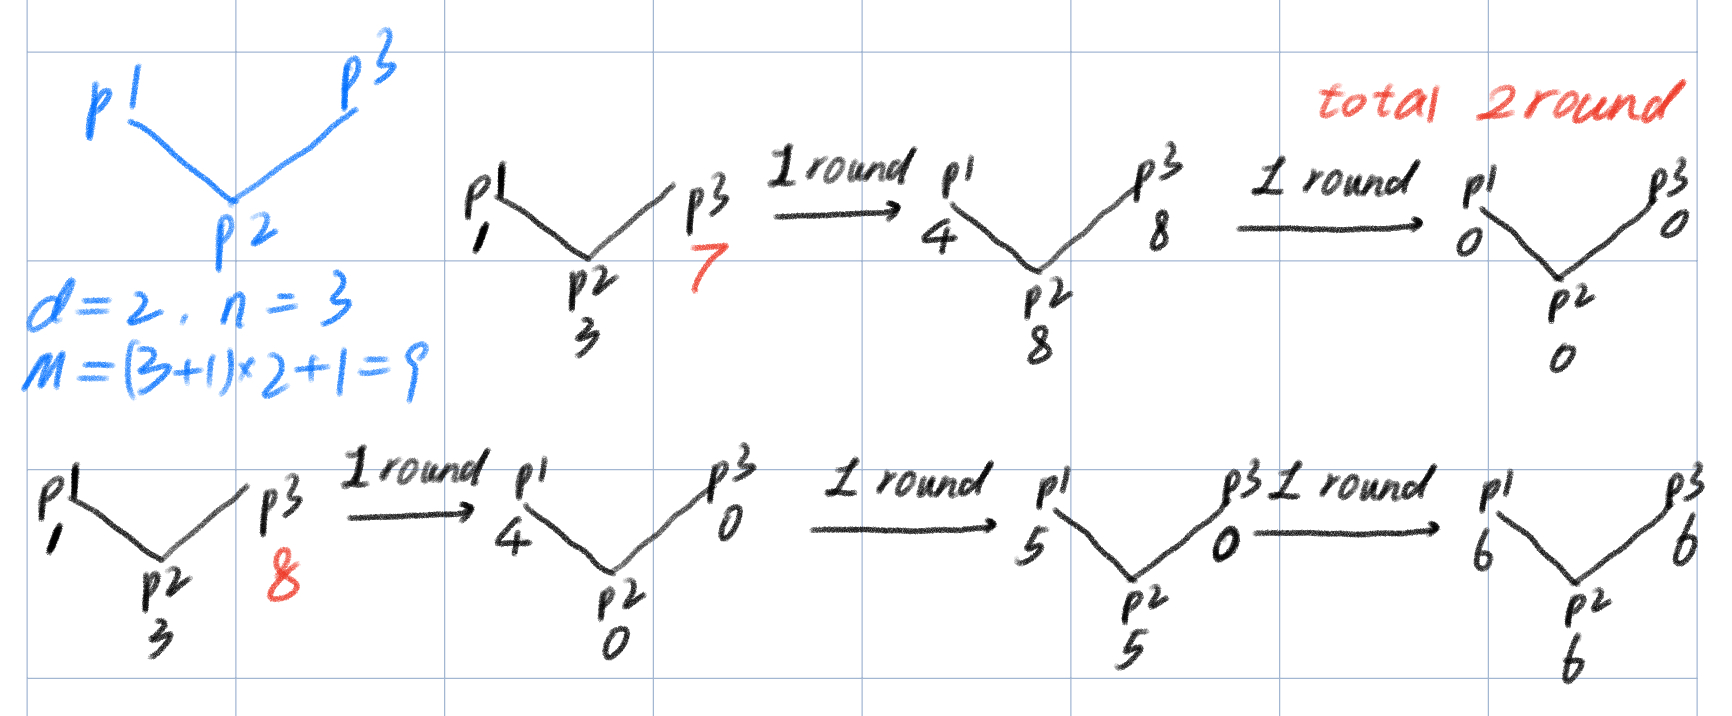 p1 p3
p2
d = 2 . n = 3
M = (3+1)×2+1 = 9
total 2 round
p1 p3 1 round p1 p3 1 round p1 p3
1 7 4 8 0 0
p2 p2 p2
3 8 0
p1 p3 1 round p1 p3 1 round p1 p3 1 round p1 p3
1 8 4 0 5 0 6 6
p2 p2 p2 p2
3 0 5 6